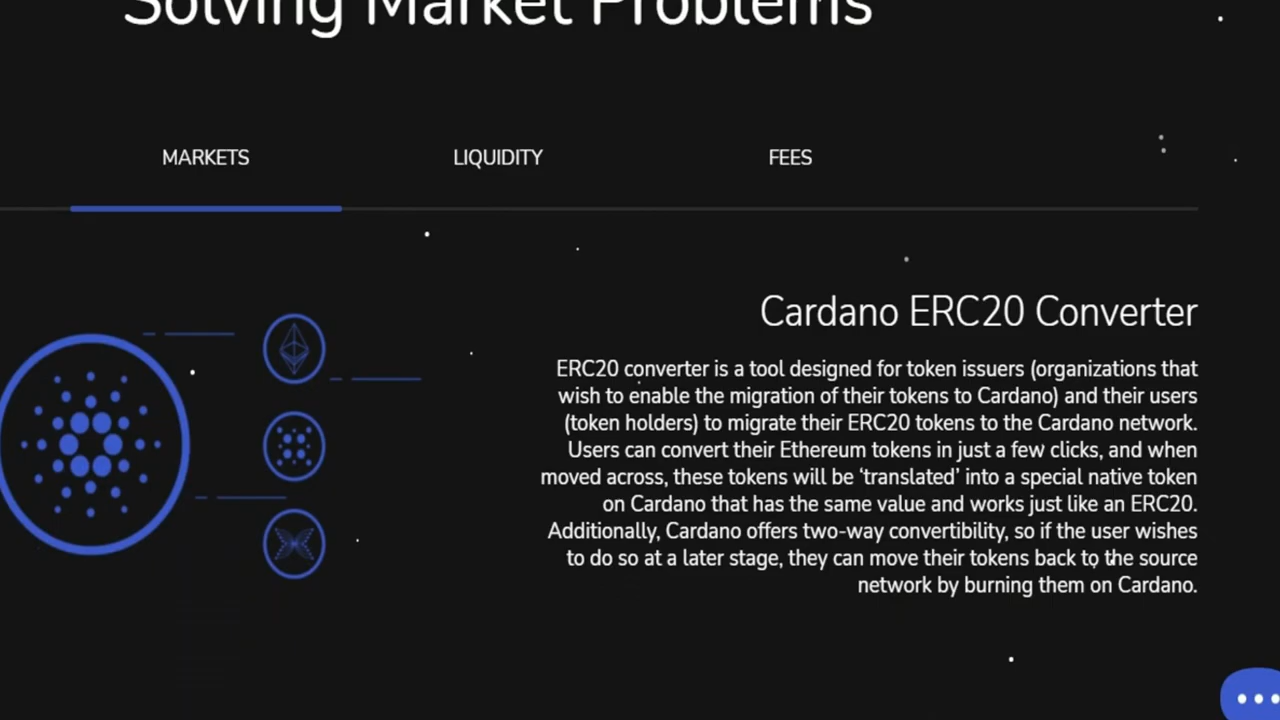 Solving Market Problems
MARKETS
LIQUIDITY
FEES
Cardano ERC20 Converter
ERC20 converter is a tool designed for token issuers (organizations that
wish to enable the migration of their tokens to Cardano) and their users
(token holders) to migrate their ERC20 tokens to the Cardano network.
Users can convert their Ethereum tokens in just a few clicks, and when
moved across, these tokens will be ‘translated’ into a special native token
on Cardano that has the same value and works just like an ERC20.
Additionally, Cardano offers two-way convertibility, so if the user wishes
to do so at a later stage, they can move their tokens back to the source
network by burning them on Cardano.